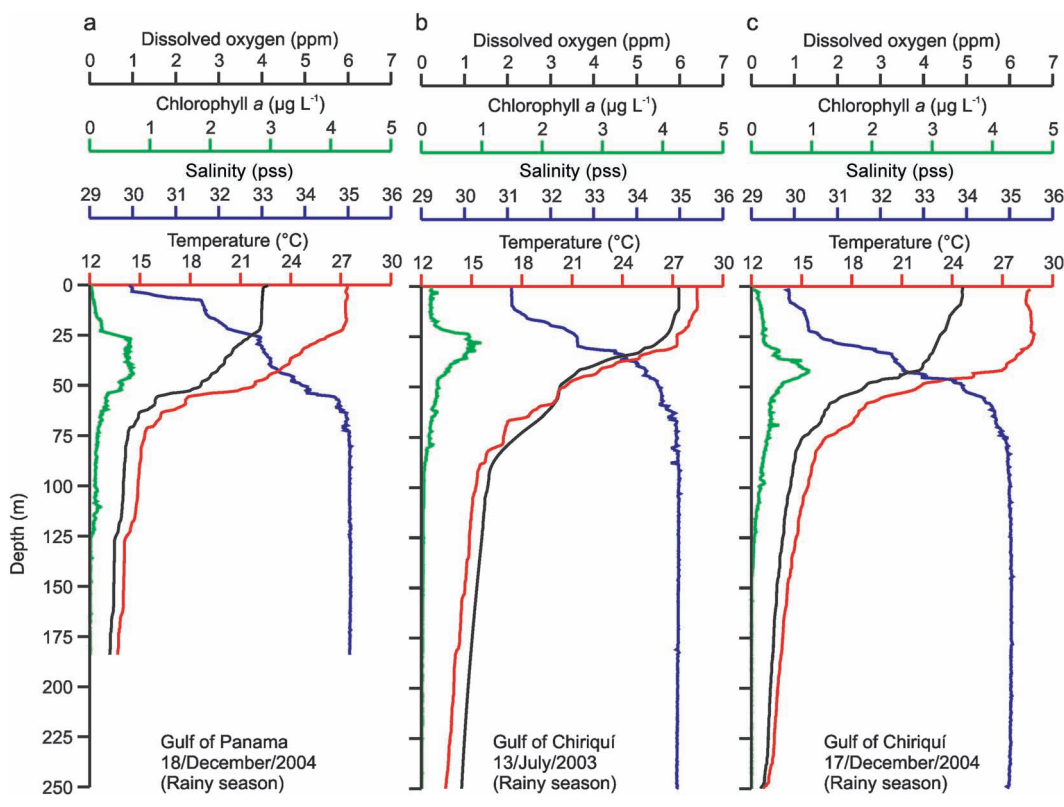 a
Dissolved oxygen (ppm)
0 1 2 3 4 5 6 7
Chlorophyll a (µg L-1)
0 1 2 3 4 5
Salinity (pss)
29 30 31 32 33 34 35 36
Temperature (°C)
12 15 18 21 24 27 30
b
Dissolved oxygen (ppm)
0 1 2 3 4 5 6 7
Chlorophyll a (µg L-1)
0 1 2 3 4 5
Salinity (pss)
29 30 31 32 33 34 35 36
Temperature (°C)
12 15 18 21 24 27 30
c
Dissolved oxygen (ppm)
0 1 2 3 4 5 6 7
Chlorophyll a (µg L-1)
0 1 2 3 4 5
Salinity (pss)
29 30 31 32 33 34 35 36
Temperature (°C)
12 15 18 21 24 27 30
Depth (m)
0
25
50
75
100
125
150
175
200
225
250
Gulf of Panama
18/December/2004
(Rainy season)
Gulf of Chiriquí
13/July/2003
(Rainy season)
Gulf of Chiriquí
17/December/2004
(Rainy season)